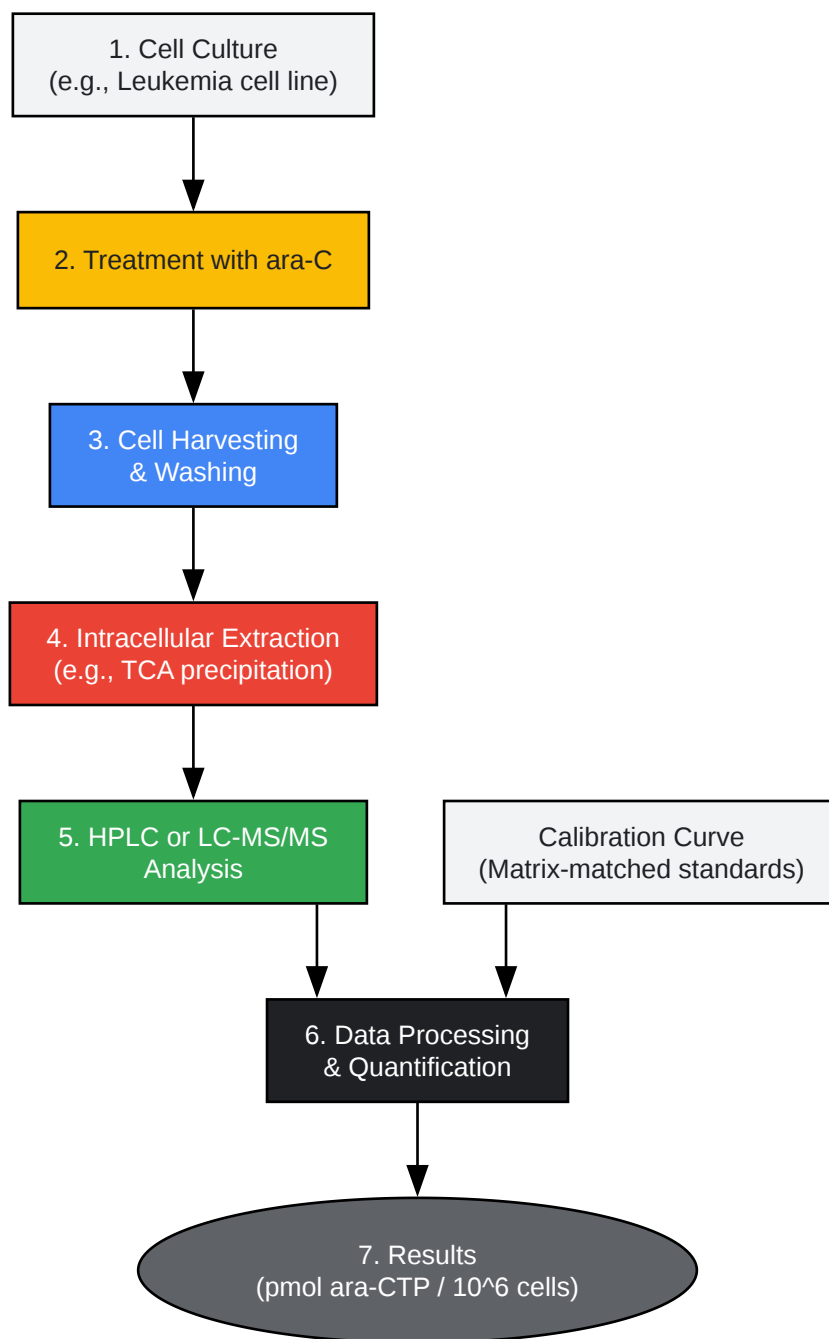 1. Cell Culture
(e.g., Leukemia cell line)
2. Treatment with ara-C
3. Cell Harvesting
& Washing
4. Intracellular Extraction
(e.g., TCA precipitation)
5. HPLC or LC-MS/MS
Analysis
Calibration Curve
(Matrix-matched standards)
6. Data Processing
& Quantification
7. Results
(pmol ara-CTP / 10^6 cells)